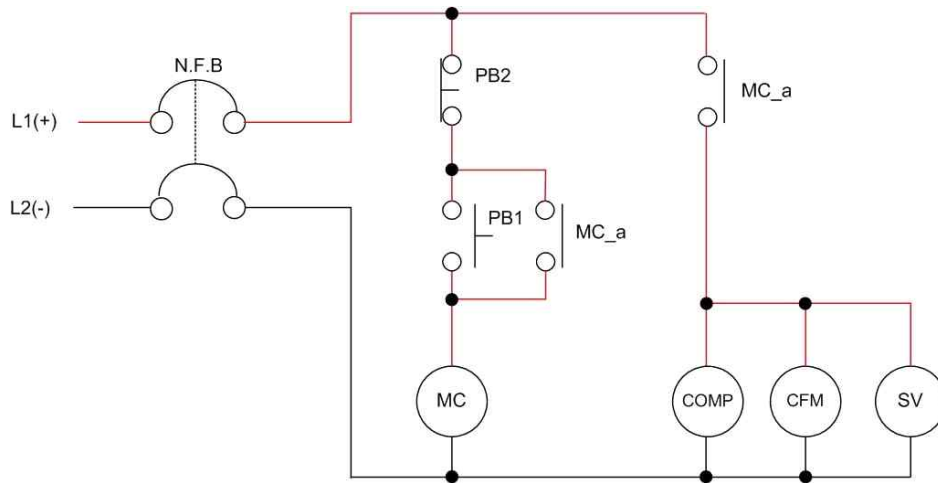 N.F.B
L1(+)
L2(-)
PB2
MC_a
PB1
MC_a
MC
COMP
CFM
SV